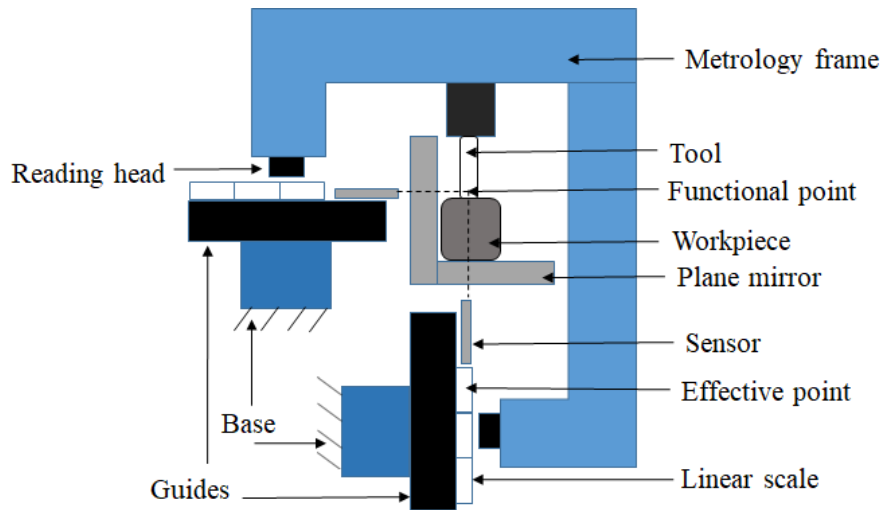 Metrology frame
Reading head
Tool
Functional point
Workpiece
Plane mirror
Sensor
Effective point
Base
Linear scale
Guides